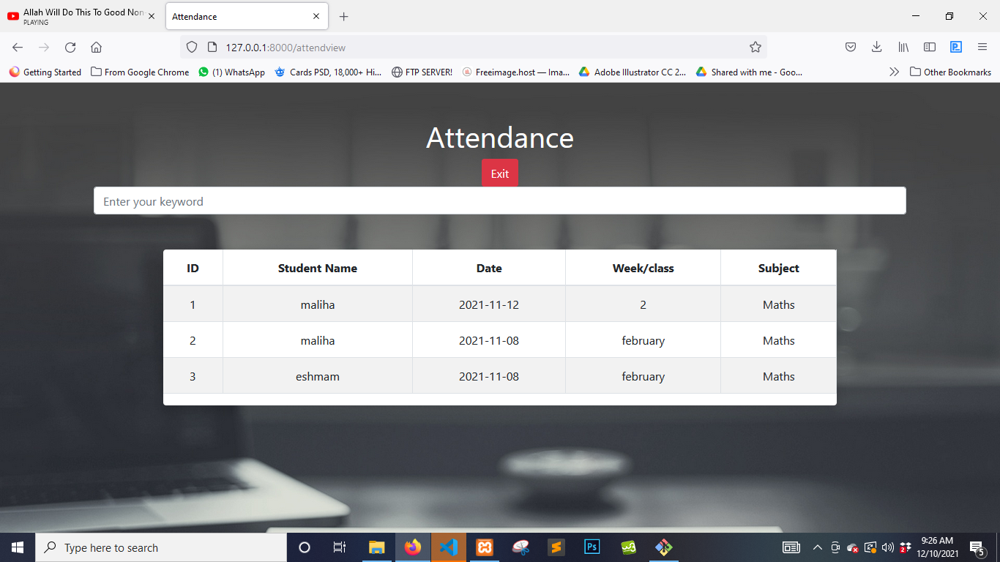 Allah Will Do This To Good Non-
PLAYING
Attendance
127.0.0.1:8000/attendview
Getting Started From Google Chrome (1) WhatsApp Cards PSD, 18,000+ Hi... FTP SERVER! Freeimage.host — Ima... Adobe Illustrator CC 2... Shared with me - Goo... Other Bookmarks
Attendance
Exit
Enter your keyword
ID Student Name Date Week/class Subject
1 maliha 2021-11-12 2 Maths
2 maliha 2021-11-08 february Maths
3 eshmam 2021-11-08 february Maths
Type here to search
Ps
9:26 AM
12/10/2021
2
5